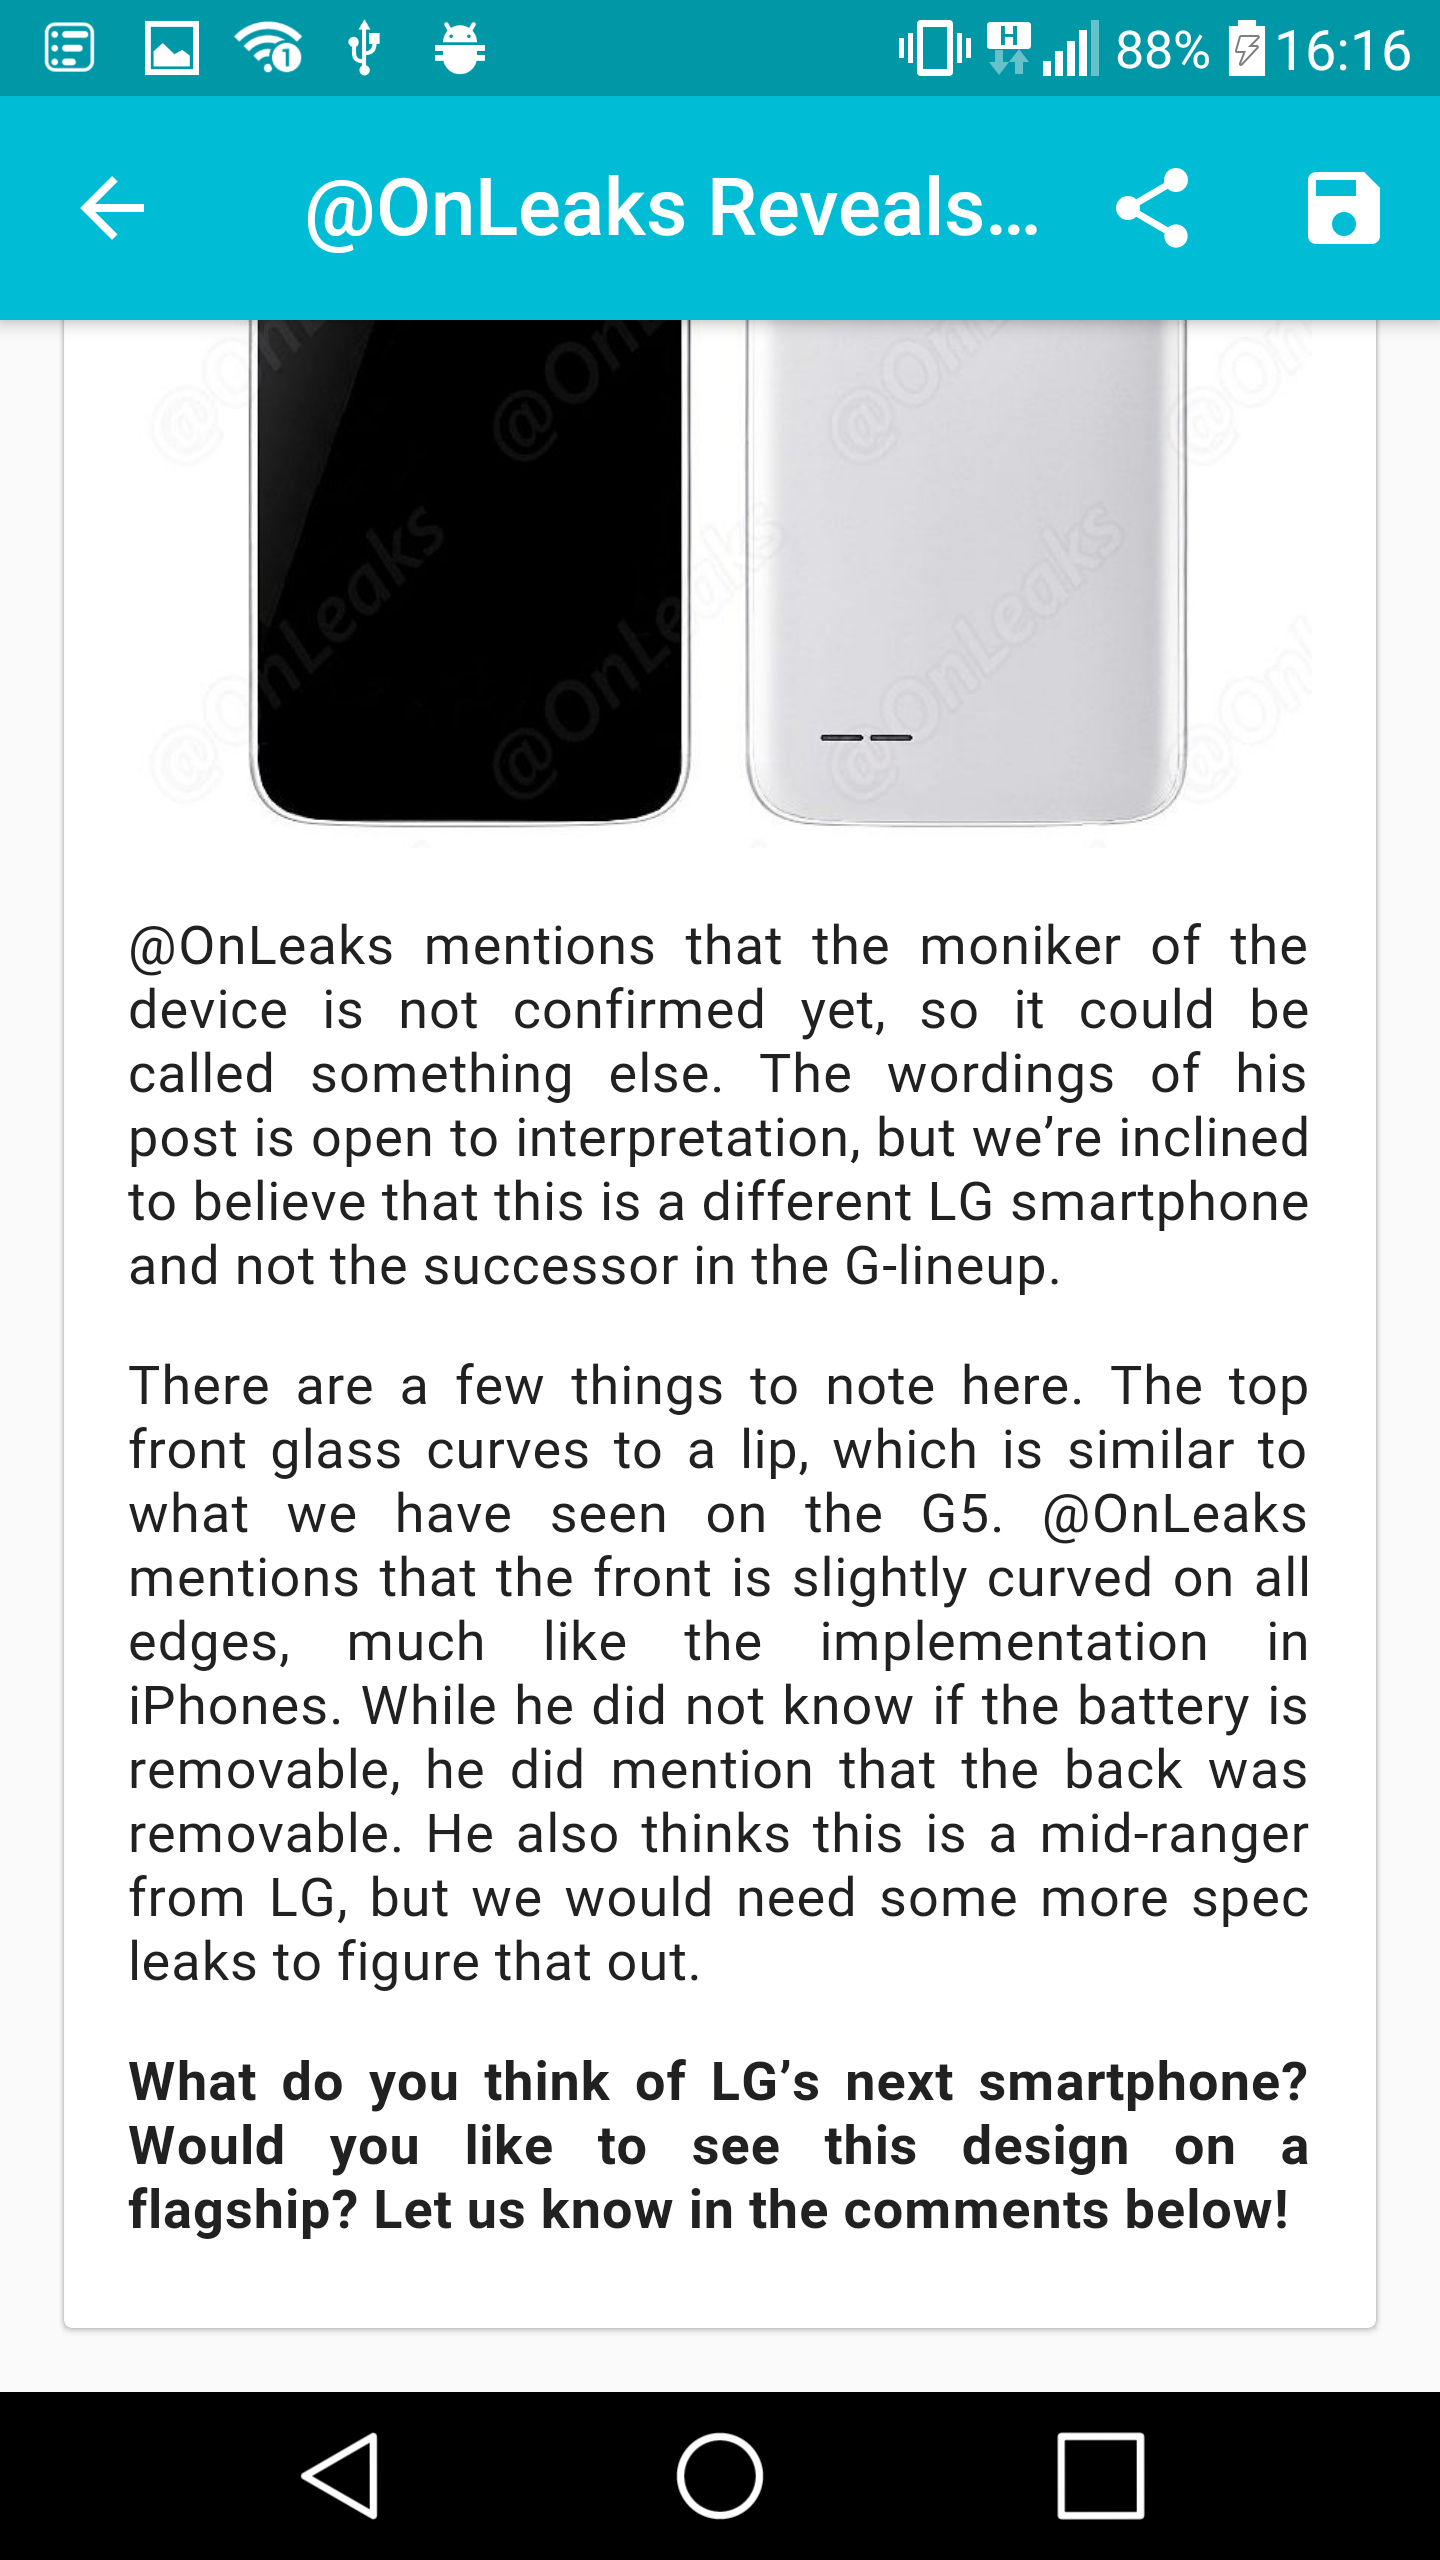 88% 16:16
@OnLeaks Reveals...
@OnLeaks
@OnLeaks
@OnLeaks
@OnLeaks mentions that the moniker of the
device is not confirmed yet, so it could be
called something else. The wordings of his
post is open to interpretation, but we’re inclined
to believe that this is a different LG smartphone
and not the successor in the G-lineup.
There are a few things to note here. The top
front glass curves to a lip, which is similar to
what we have seen on the G5. @OnLeaks
mentions that the front is slightly curved on all
edges, much like the implementation in
iPhones. While he did not know if the battery is
removable, he did mention that the back was
removable. He also thinks this is a mid-ranger
from LG, but we would need some more spec
leaks to figure that out.
What do you think of LG’s next smartphone?
Would you like to see this design on a
flagship? Let us know in the comments below!